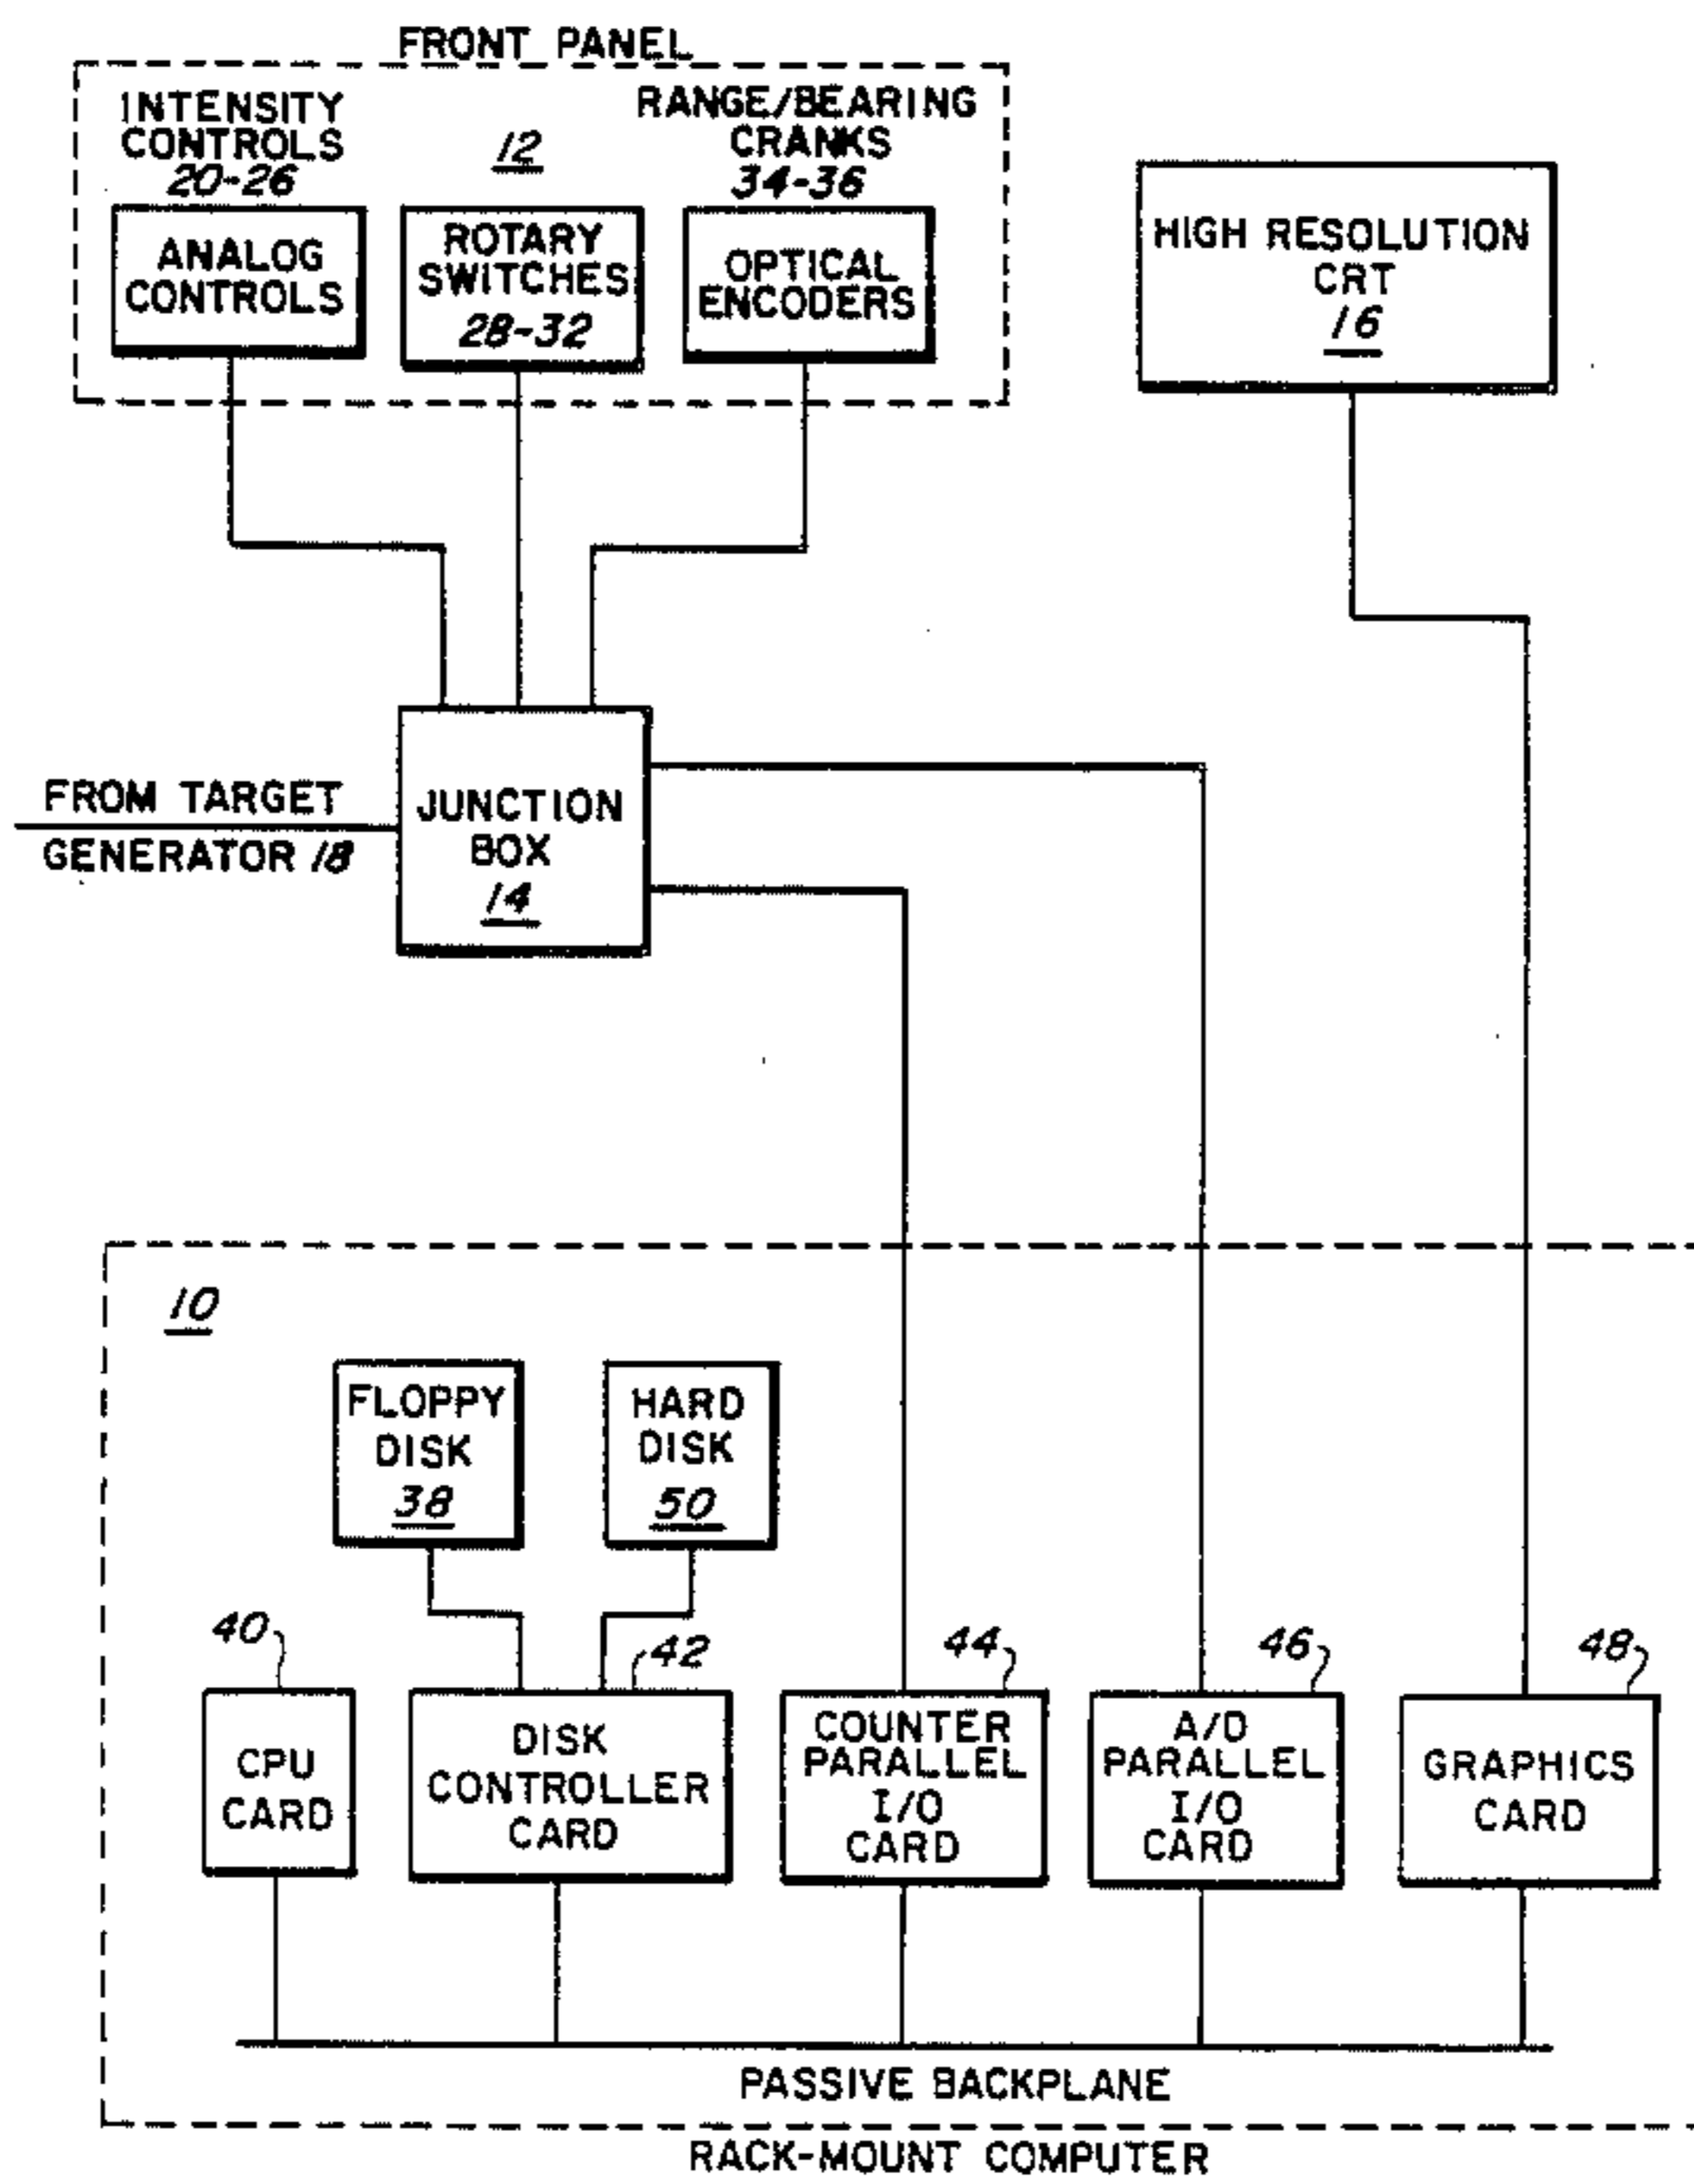 FRONT PANEL
INTENSITY
CONTROLS
20-26
12
RANGE/BEARING
CRANKS
34-36
ANALOG
CONTROLS
ROTARY
SWITCHES
28-32
OPTICAL
ENCODERS
HIGH RESOLUTION
CRT
16
FROM TARGET
GENERATOR 18
JUNCTION
BOX
14
10
FLOPPY
DISK
38
HARD
DISK
50
40
42
44
46
48
CPU
CARD
DISK
CONTROLLER
CARD
COUNTER
PARALLEL
I/O
CARD
A/D
PARALLEL
I/O
CARD
GRAPHICS
CARD
PASSIVE BACKPLANE
RACK-MOUNT COMPUTER